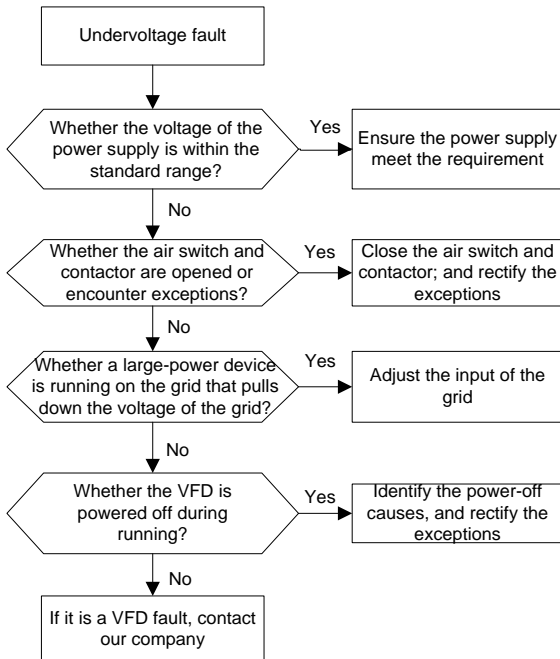 Undervoltage fault
Whether the voltage of the
power supply is within the
standard range?
Yes
Ensure the power supply
meet the requirement
No
Whether the air switch and
contactor are opened or
encounter exceptions?
Yes
Close the air switch and
contactor; and rectify the
exceptions
No
Whether a large-power device
is running on the grid that pulls
down the voltage of the grid?
Yes
Adjust the input of the
grid
No
Whether the VFD is
powered off during
running?
Yes
Identify the power-off
causes, and rectify the
exceptions
No
If it is a VFD fault, contact
our company